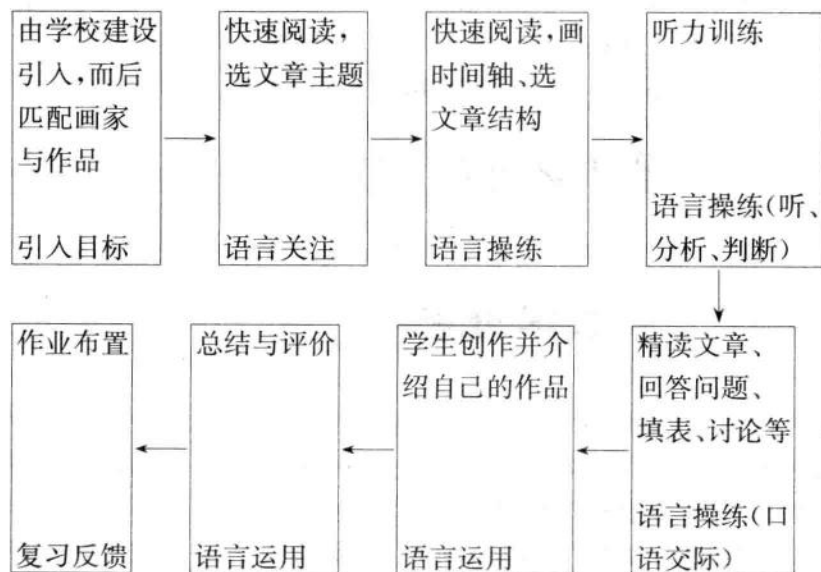 由学校建设
引入,而后
匹配画家
与作品
引入目标
快速阅读,
选文章主题
语言关注
快速阅读,画
时间轴、选
文章结构
语言操练
听力训练
语言操练(听、
分析、判断)
精读文章、
回答问题、
填表、讨论等
语言操练(口
语交际)
学生创作并介
绍自己的作品
语言运用
总结与评价
语言运用
作业布置
复习反馈